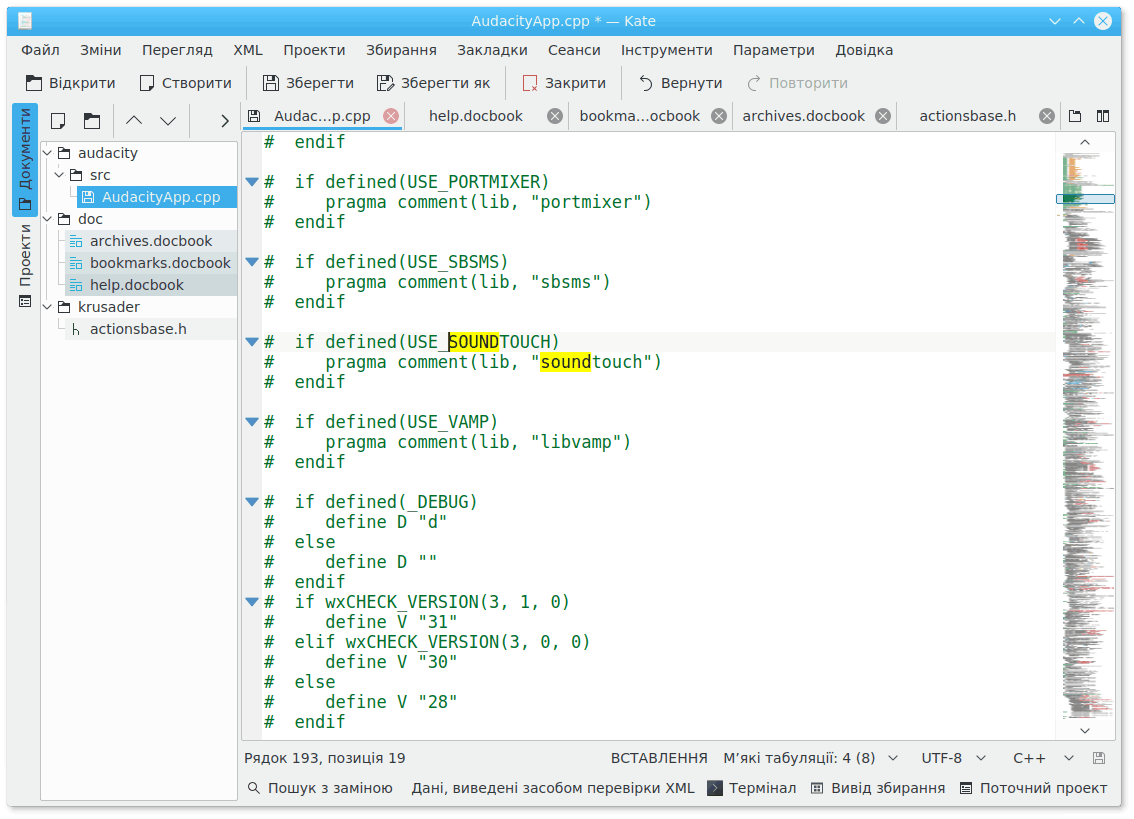 AudacityApp.cpp * — Kate
Файл Зміни Перегляд XML Проекти Збирання Закладки Сеанси Інструменти Параметри Довідка
Відкрити Створити Зберегти Зберегти як Закрити Вернути Повторити
Документи
Проекти
audacity
src
AudacityApp.cpp
doc
archives.docbook
bookmarks.docbook
help.docbook
krusader
h actionsbase.h
Audac...p.cpp help.docbook bookma...ocbook archives.docbook actionsbase.h
#  endif
#  if defined(USE_PORTMIXER)
#     pragma comment(lib, "portmixer")
#  endif
#  if defined(USE_SBSMS)
#     pragma comment(lib, "sbsms")
#  endif
#  if defined(USE_SOUNDTOUCH)
#     pragma comment(lib, "soundtouch")
#  endif
#  if defined(USE_VAMP)
#     pragma comment(lib, "libvamp")
#  endif
#  if defined(_DEBUG)
#     define D "d"
#  else
#     define D ""
#  endif
#  if wxCHECK_VERSION(3, 1, 0)
#     define V "31"
#  elif wxCHECK_VERSION(3, 0, 0)
#     define V "30"
#  else
#     define V "28"
#  endif
Рядок 193, позиція 19 ВСТАВЛЕННЯ М’які табуляції: 4 (8) UTF-8 C++
Пошук з заміною Дані, виведені засобом перевірки XML Термінал Вивід збирання Поточний проект